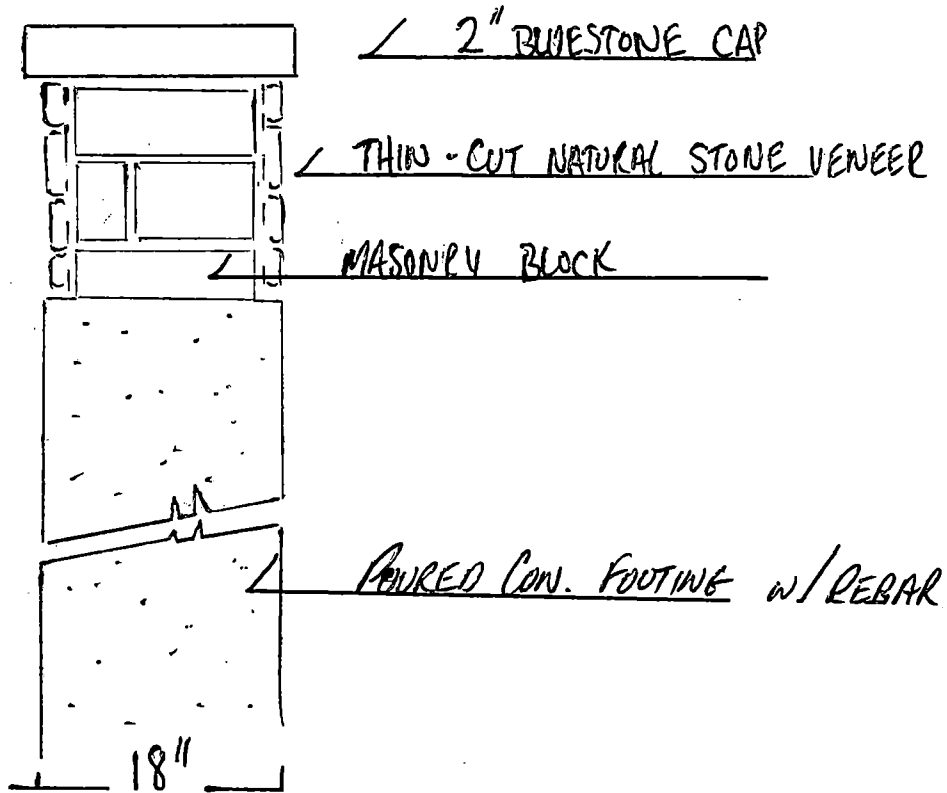 2" BLUESTONE CAP
THIN-CUT NATURAL STONE VENEER
MASONRY BLOCK
POURED CON. FOOTING w/ REBAR
18"